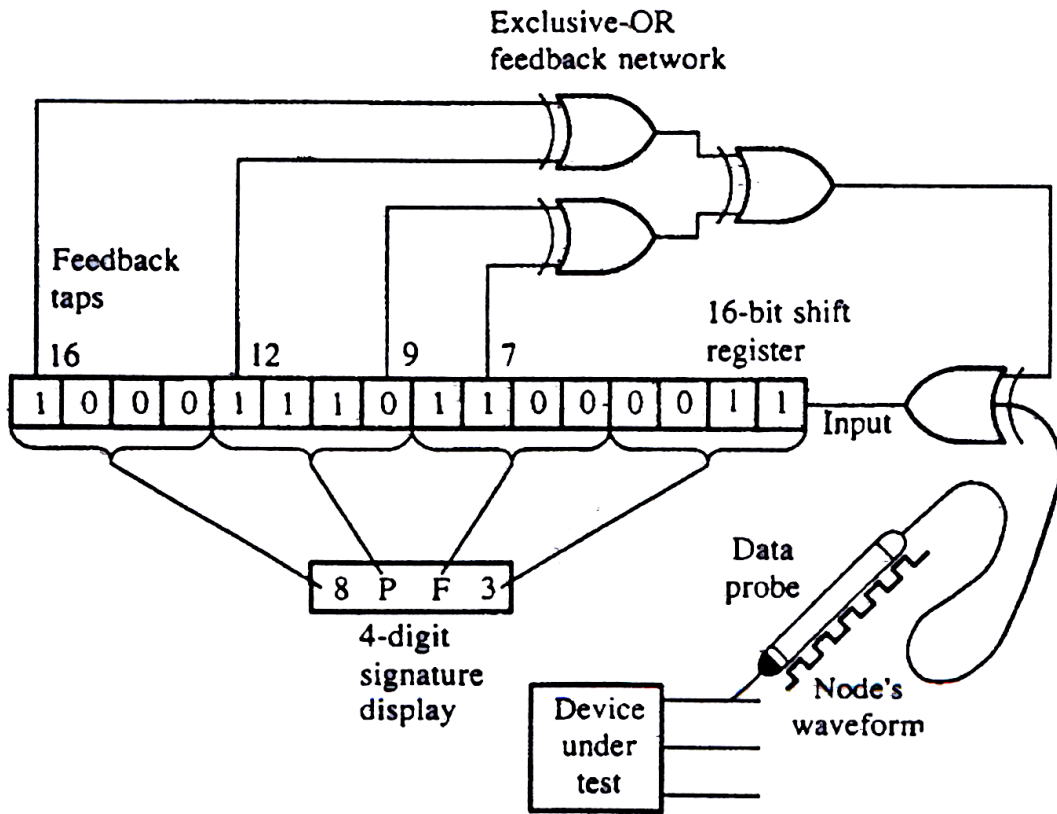 Exclusive-OR
feedback network
Feedback
taps
16-bit shift
register
16 12 9 7
1 0 0 0 1 1 1 0 1 1 0 0 0 0 1 1
Input
8 P F 3
4-digit
signature
display
Data
probe
Node's
waveform
Device
under
test